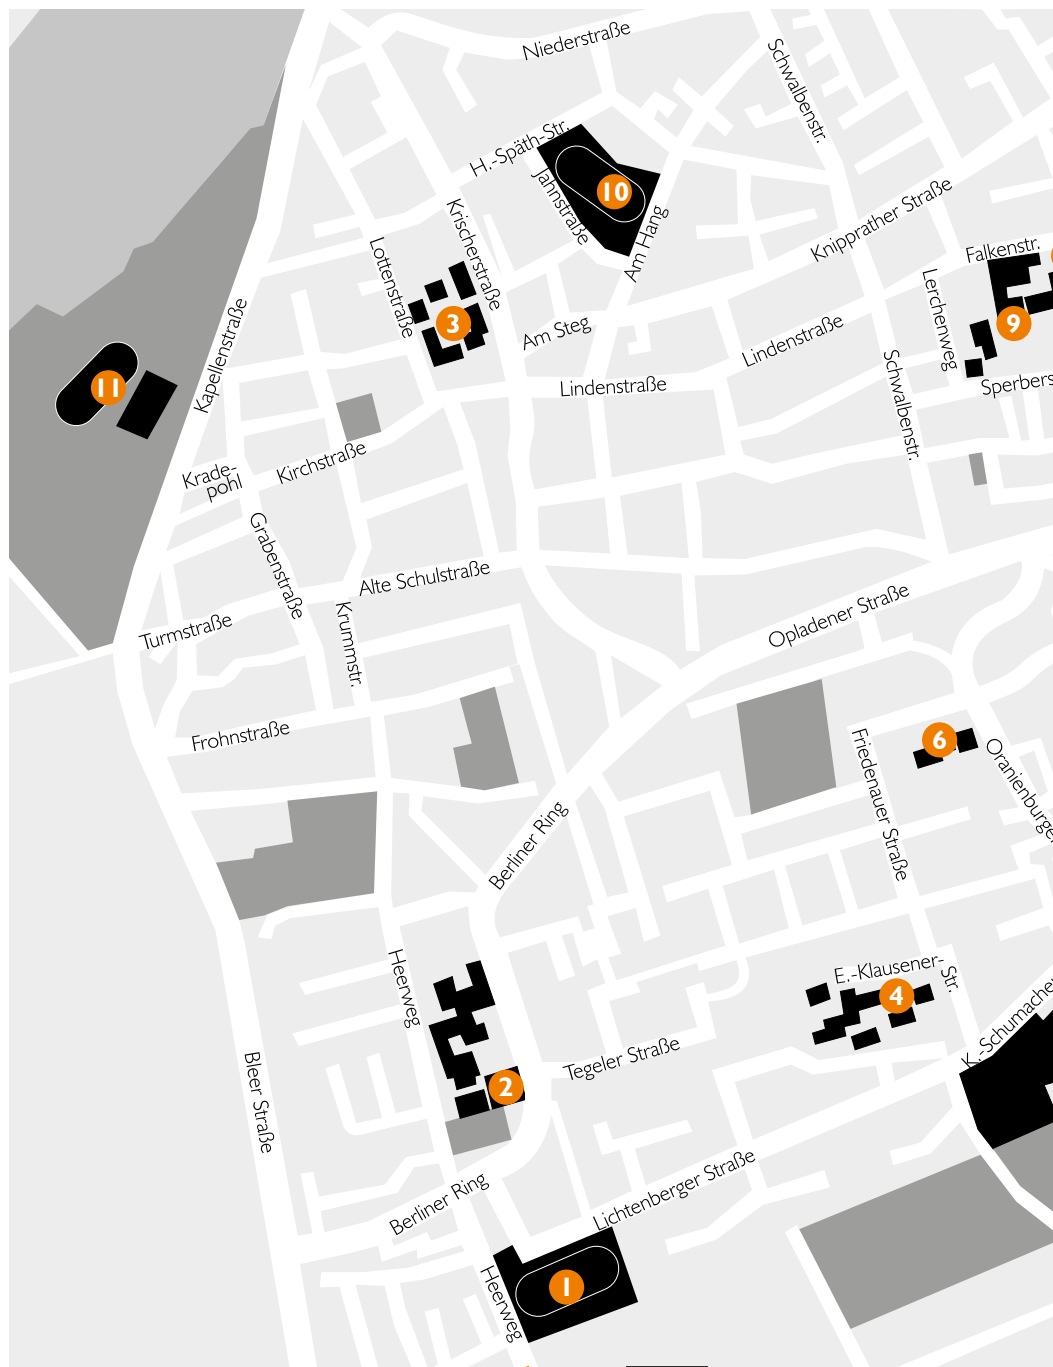 Niederstraße
Schwalbenstr.
H.-Späth-Str.
10
Jahnstraße
Am Hang
Krischerstraße
Knipprather Straße
Falkenstr.
Lottenstraße
3
Am Steg
Lerchenweg
9
Kapellenstraße
11
Lindenstraße
Lindenstraße
Schwalbenstr.
Sperbers
Krade-
pohl
Kirchstraße
Grabenstraße
Alte Schulstraße
Krummstr.
Turmstraße
Opladener Straße
Frohnstraße
6
Friedenauer Straße
Oranienburger
Berliner Ring
Heerweg
E.-Klausener-
Str.
4
K.-Schumacher
Tegeler Straße
2
Bleer Straße
Berliner Ring
Lichtenberger Straße
1
Heerweg